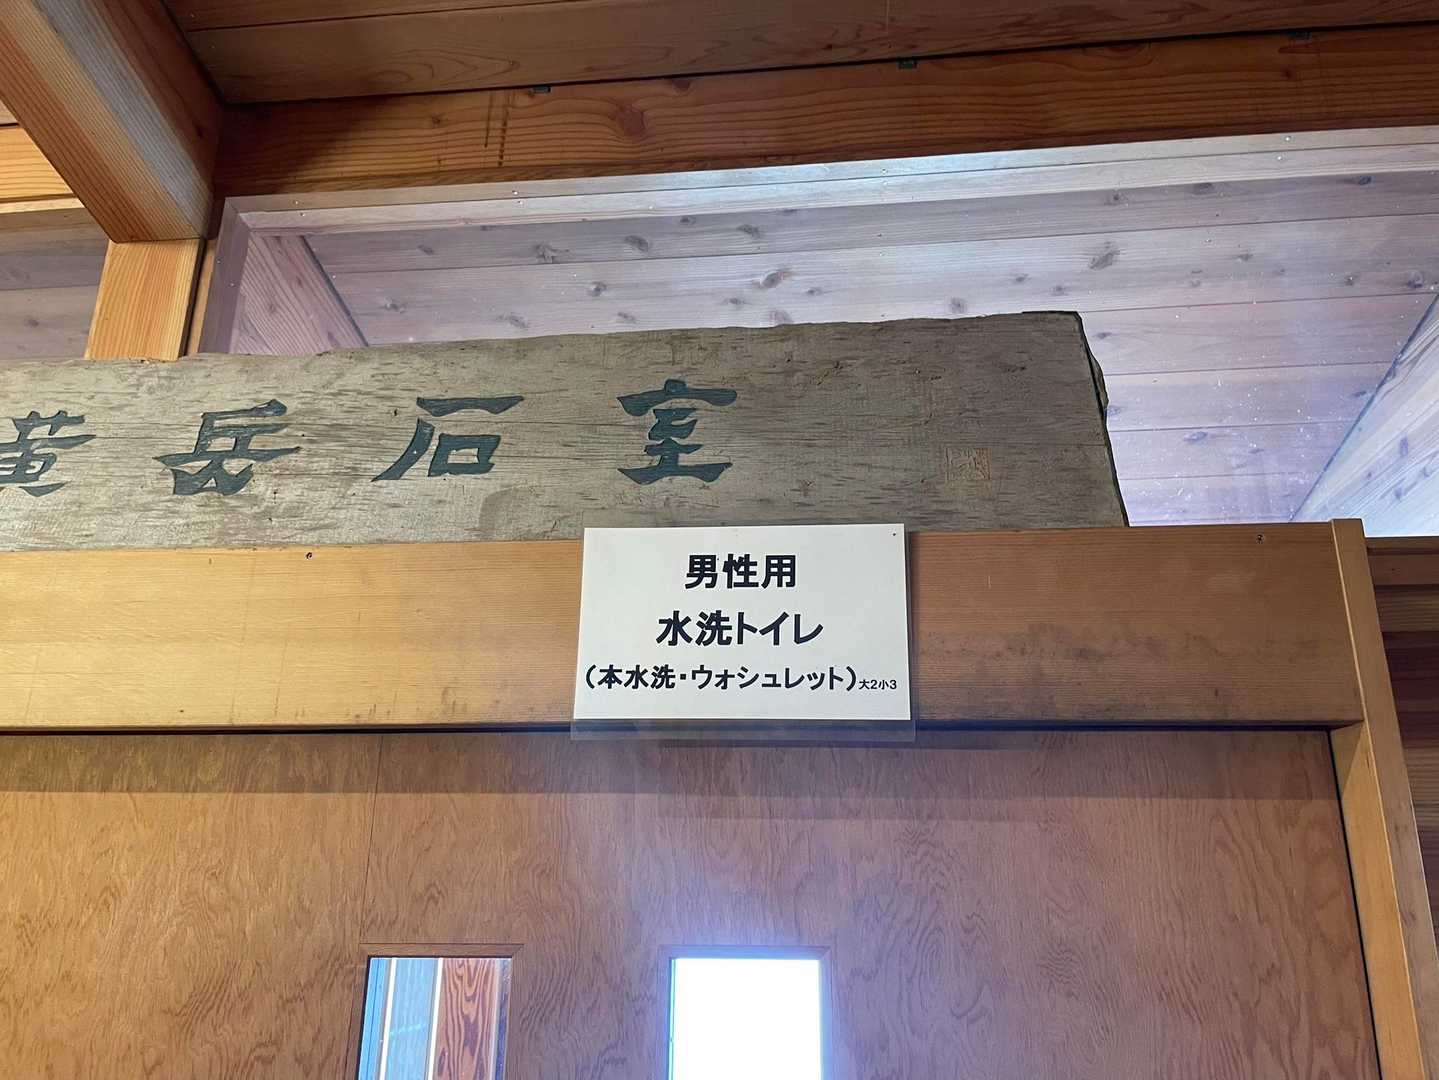 黄岳石室
男性用
水洗トイレ
(本水洗・ウォシュレット)大2小3